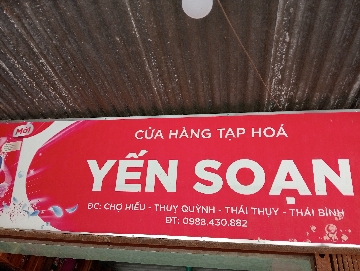 Mới
CỬA HÀNG TẠP HOÁ
YẾN SOẠN
ĐC: CHỢ HIẾU - THUỴ QUỲNH - THÁI THỤY - THÁI BÌNH
ĐT: 0988.430.882